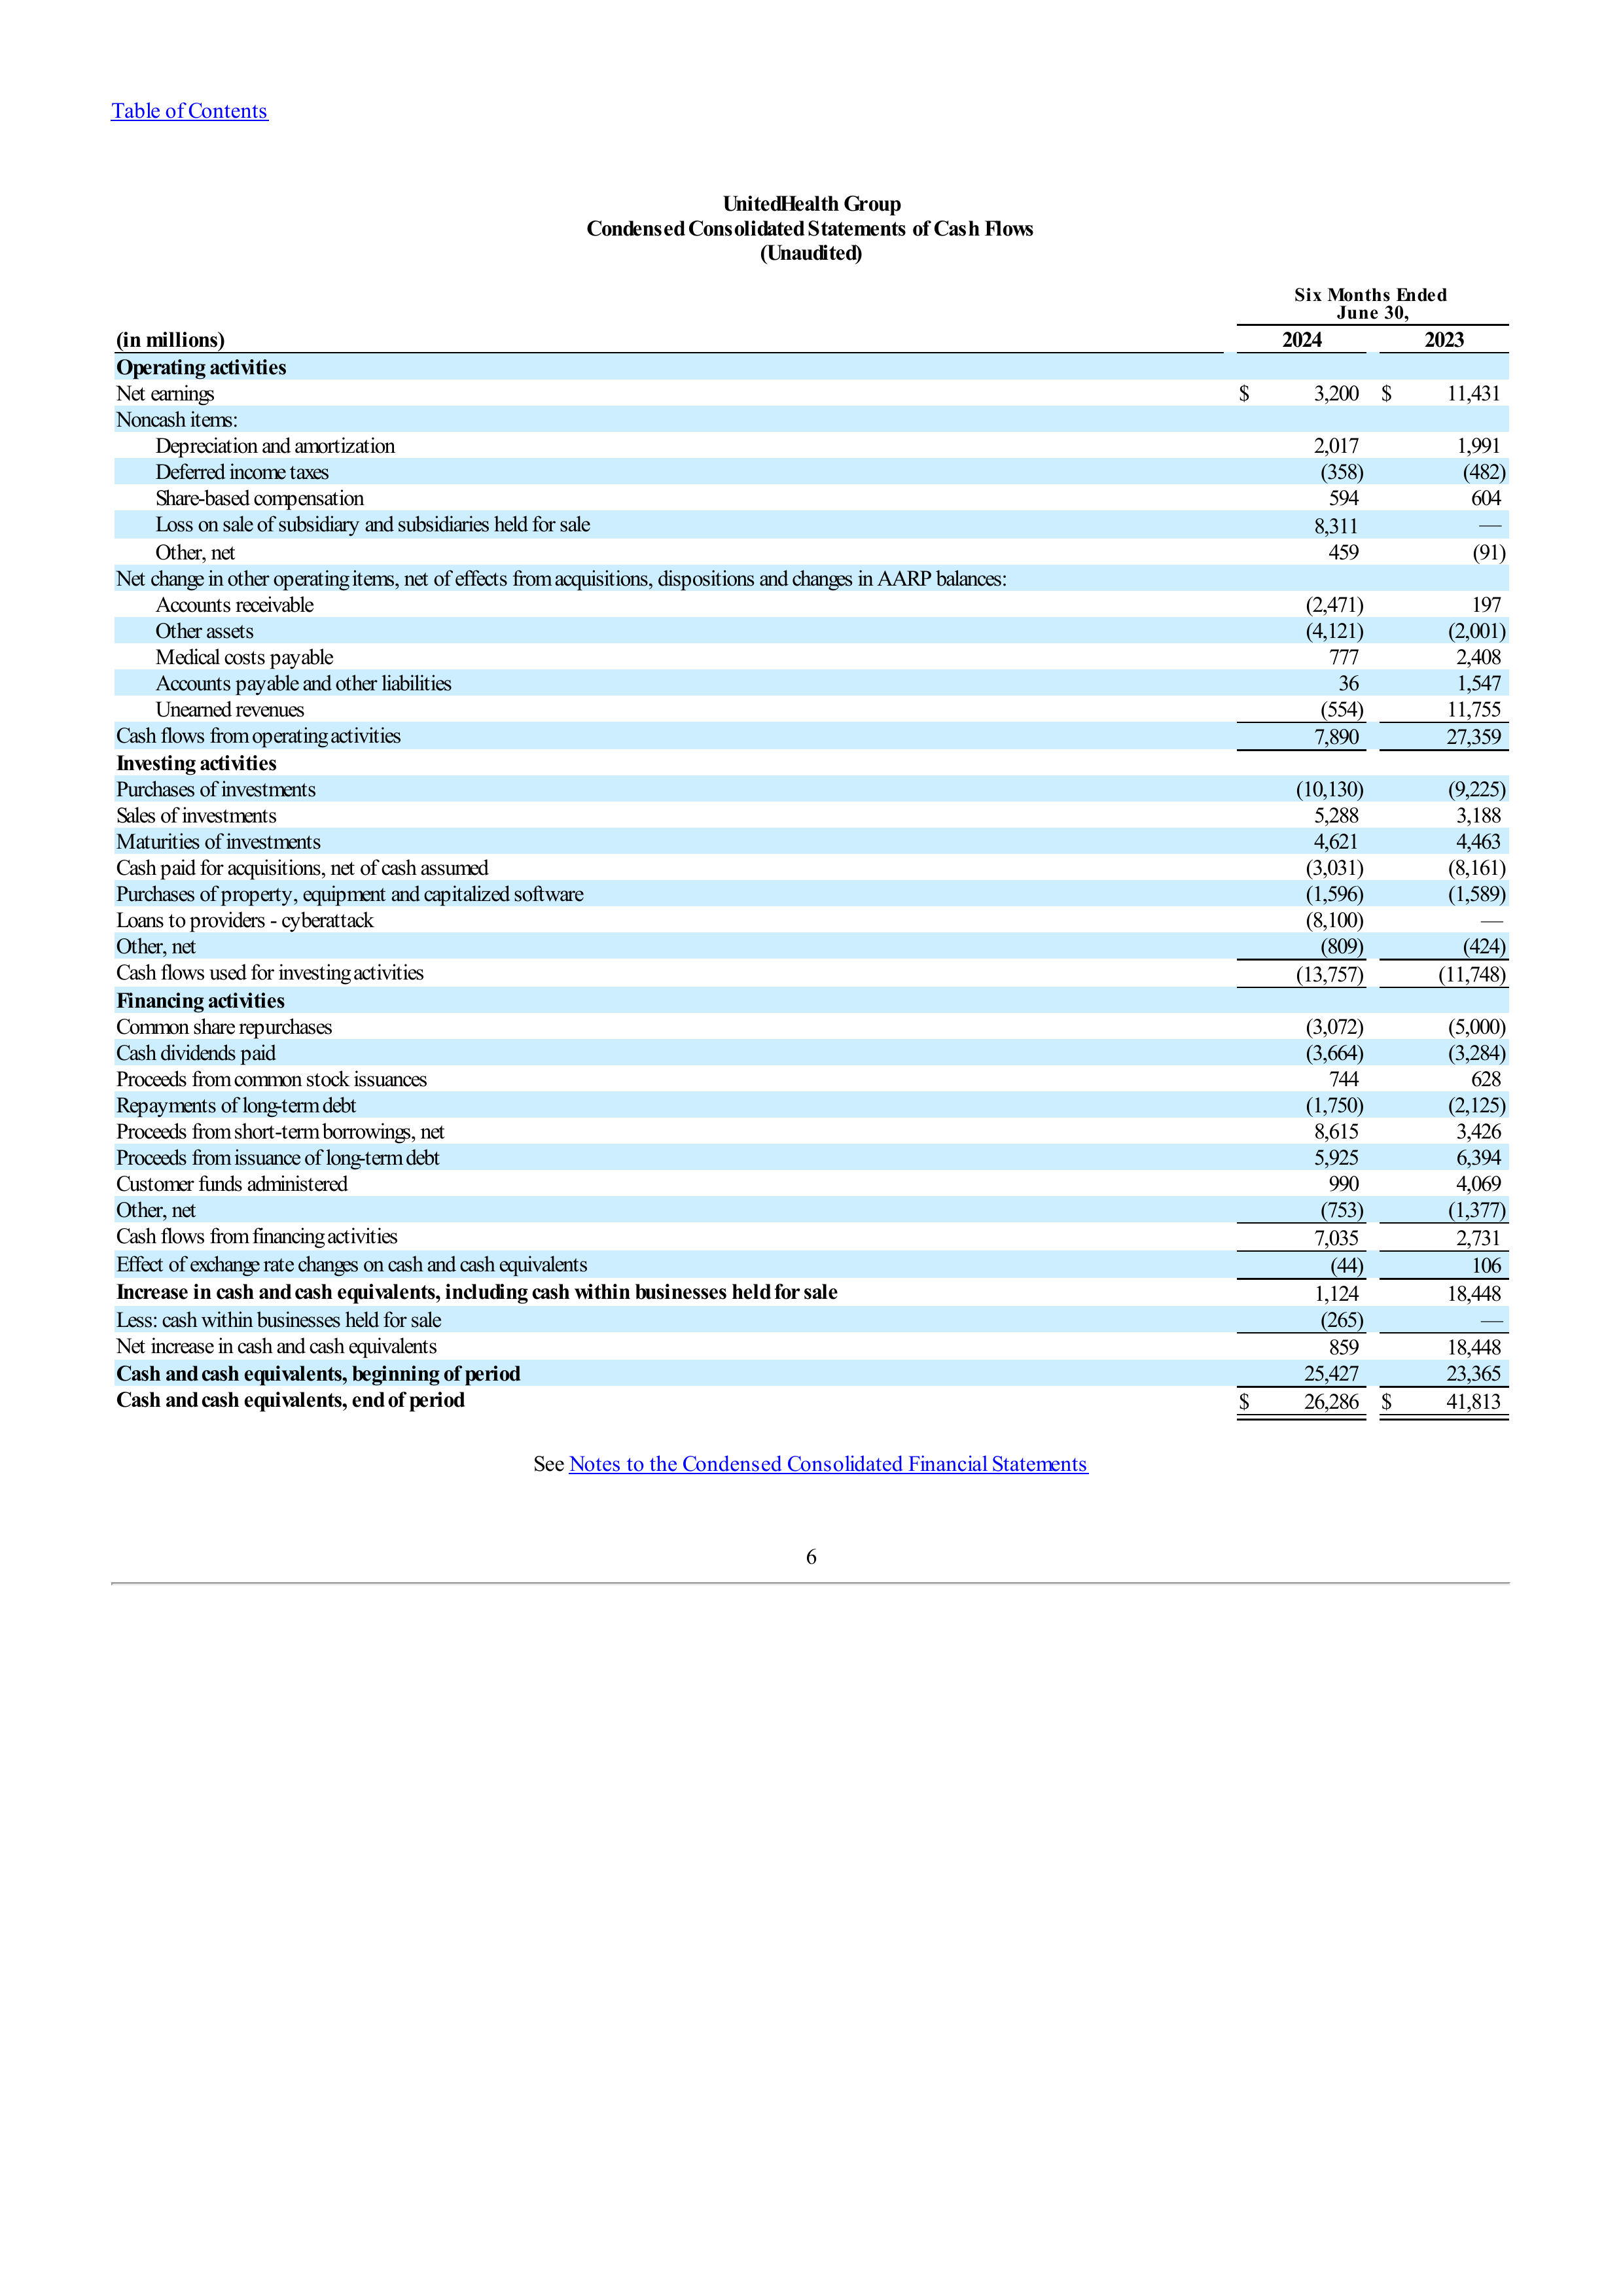 Table of Contents
UnitedHealth Group
Condensed Consolidated Statements of Cash Flows
(Unaudited)
Six Months Ended
June 30,
(in millions) 2024 2023
Operating activities
Net earnings $ 3,200 $ 11,431
Noncash items:
Depreciation and amortization 2,017 1,991
Deferred income taxes (358) (482)
Share-based compensation 594 604
Loss on sale of subsidiary and subsidiaries held for sale 8,311 —
Other, net 459 (91)
Net change in other operating items, net of effects from acquisitions, dispositions and changes in AARP balances:
Accounts receivable (2,471) 197
Other assets (4,121) (2,001)
Medical costs payable 777 2,408
Accounts payable and other liabilities 36 1,547
Unearned revenues (554) 11,755
Cash flows from operating activities 7,890 27,359
Investing activities
Purchases of investments (10,130) (9,225)
Sales of investments 5,288 3,188
Maturities of investments 4,621 4,463
Cash paid for acquisitions, net of cash assumed (3,031) (8,161)
Purchases of property, equipment and capitalized software (1,596) (1,589)
Loans to providers - cyberattack (8,100) —
Other, net (809) (424)
Cash flows used for investing activities (13,757) (11,748)
Financing activities
Common share repurchases (3,072) (5,000)
Cash dividends paid (3,664) (3,284)
Proceeds from common stock issuances 744 628
Repayments of long-term debt (1,750) (2,125)
Proceeds from short-term borrowings, net 8,615 3,426
Proceeds from issuance of long-term debt 5,925 6,394
Customer funds administered 990 4,069
Other, net (753) (1,377)
Cash flows from financing activities 7,035 2,731
Effect of exchange rate changes on cash and cash equivalents (44) 106
Increase in cash and cash equivalents, including cash within businesses held for sale 1,124 18,448
Less: cash within businesses held for sale (265) —
Net increase in cash and cash equivalents 859 18,448
Cash and cash equivalents, beginning of period 25,427 23,365
Cash and cash equivalents, end of period $ 26,286 $ 41,813
See Notes to the Condensed Consolidated Financial Statements
6